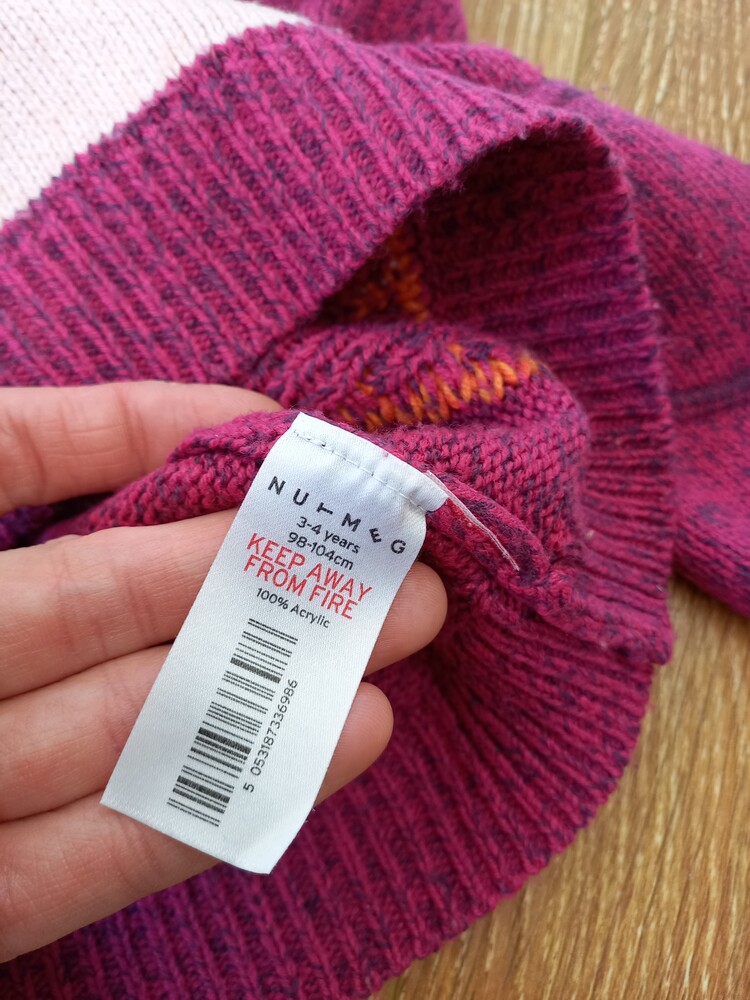 NUTMEG
3-4 years
98-104cm
KEEP AWAY
FROM FIRE
100% Acrylic
5 053187336986